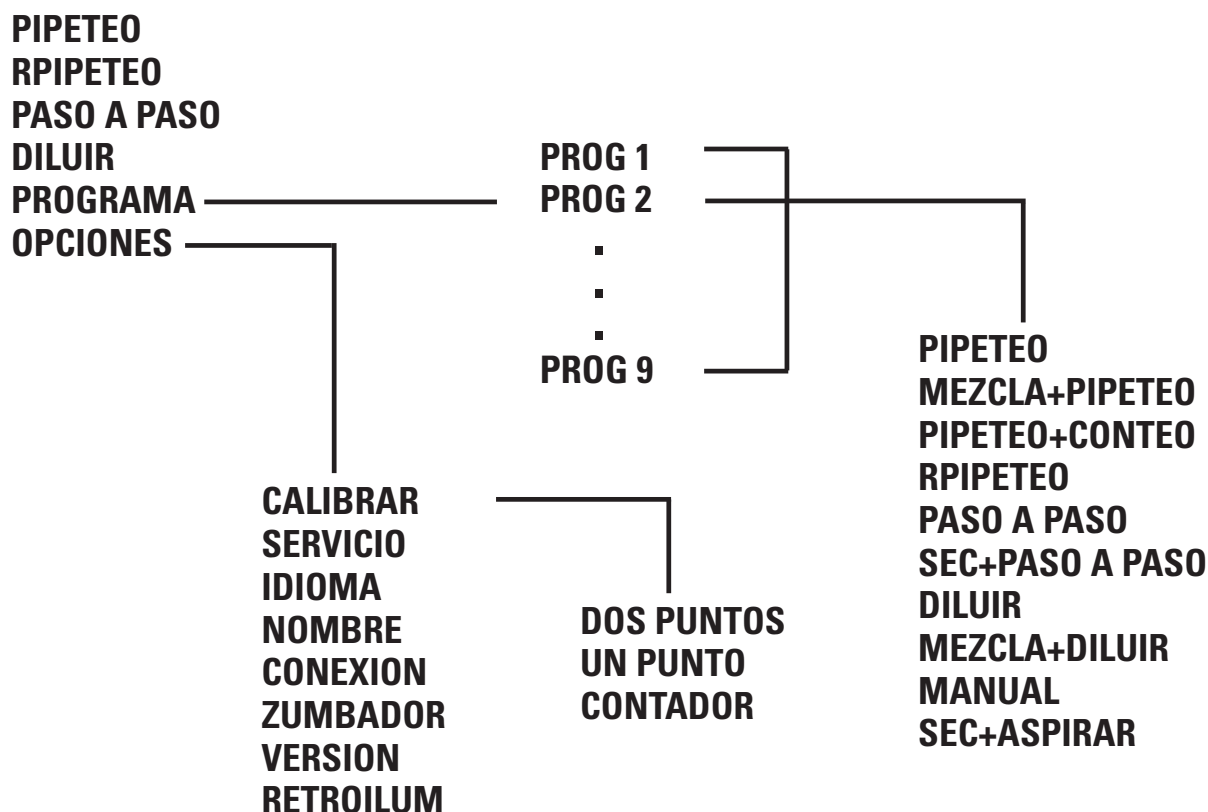 PIPETEO
RPIPETEO
PASO A PASO
DILUIR
PROGRAMA
OPCIONES
PROG 1
PROG 2
PROG 9
PIPETEO
MEZCLA+PIPETEO
PIPETEO+CONTEO
RPIPETEO
PASO A PASO
SEC+PASO A PASO
DILUIR
MEZCLA+DILUIR
MANUAL
SEC+ASPIRAR
CALIBRAR
SERVICIO
IDIOMA
NOMBRE
CONEXION
ZUMBADOR
VERSION
RETROILUM
DOS PUNTOS
UN PUNTO
CONTADOR